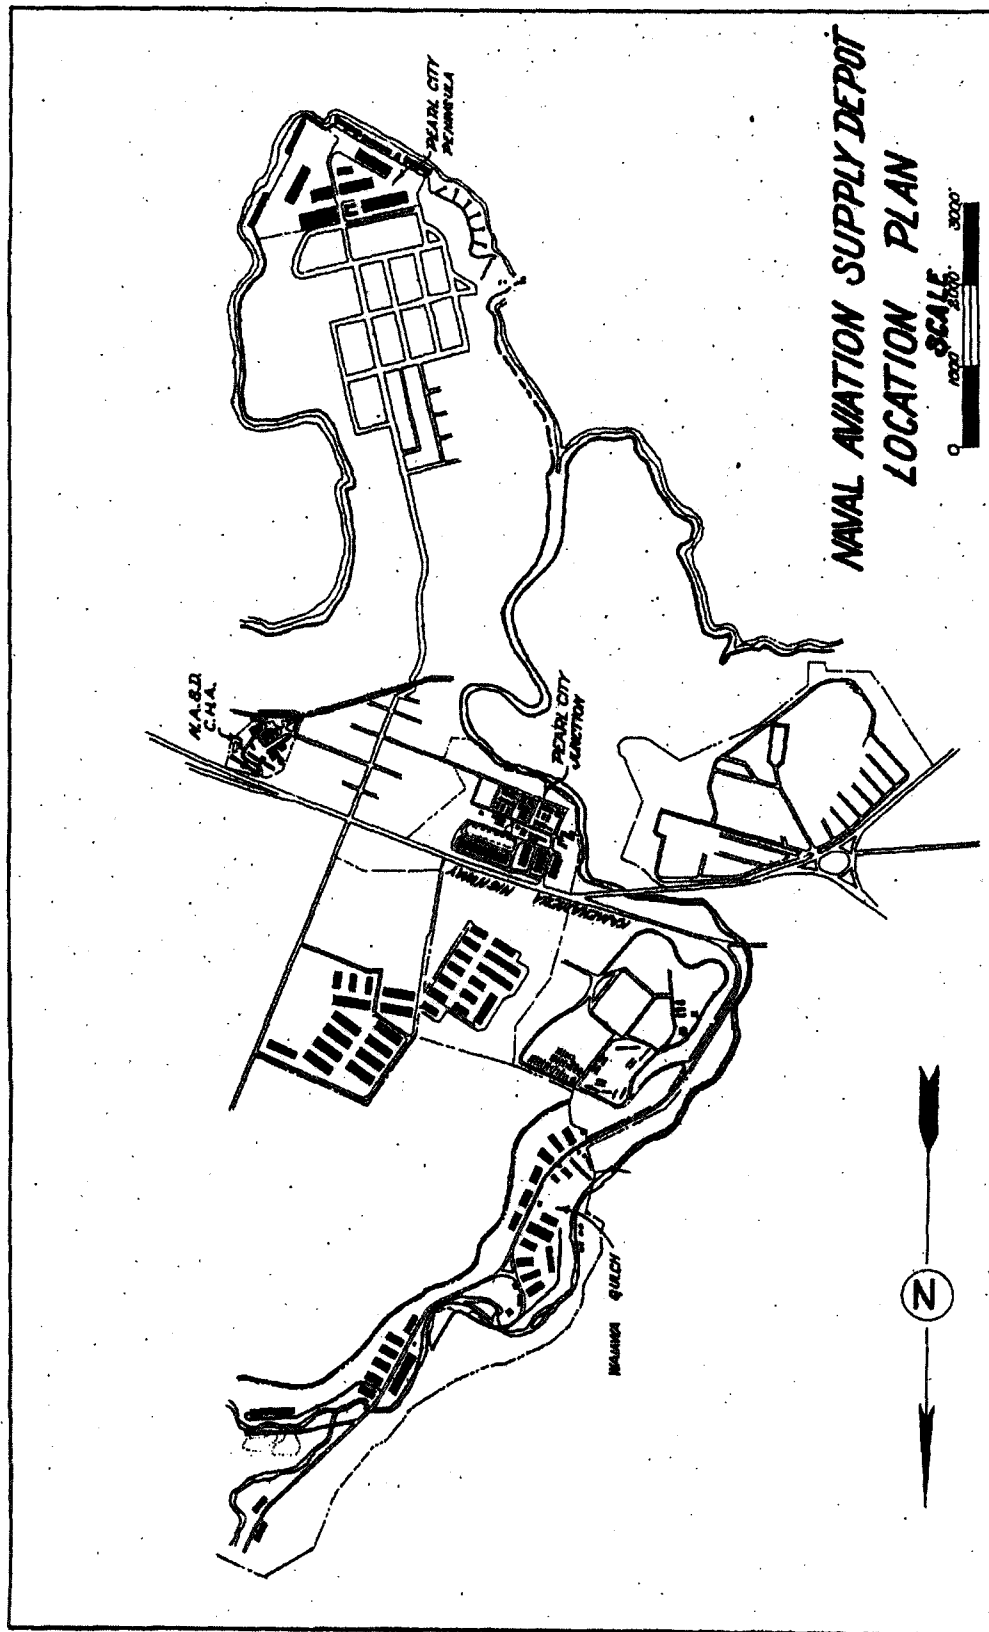 NAVAL AVIATION SUPPLY DEPOT
LOCATION PLAN
SCALE
0 1000' 2000' 3000'
PEARL CITY
PENINSULA
N.A.S.D.
C.H.A.
PEARL CITY
JUNCTION
KAMEHAMEHA HIGHWAY
WAIAWA GULCH
N